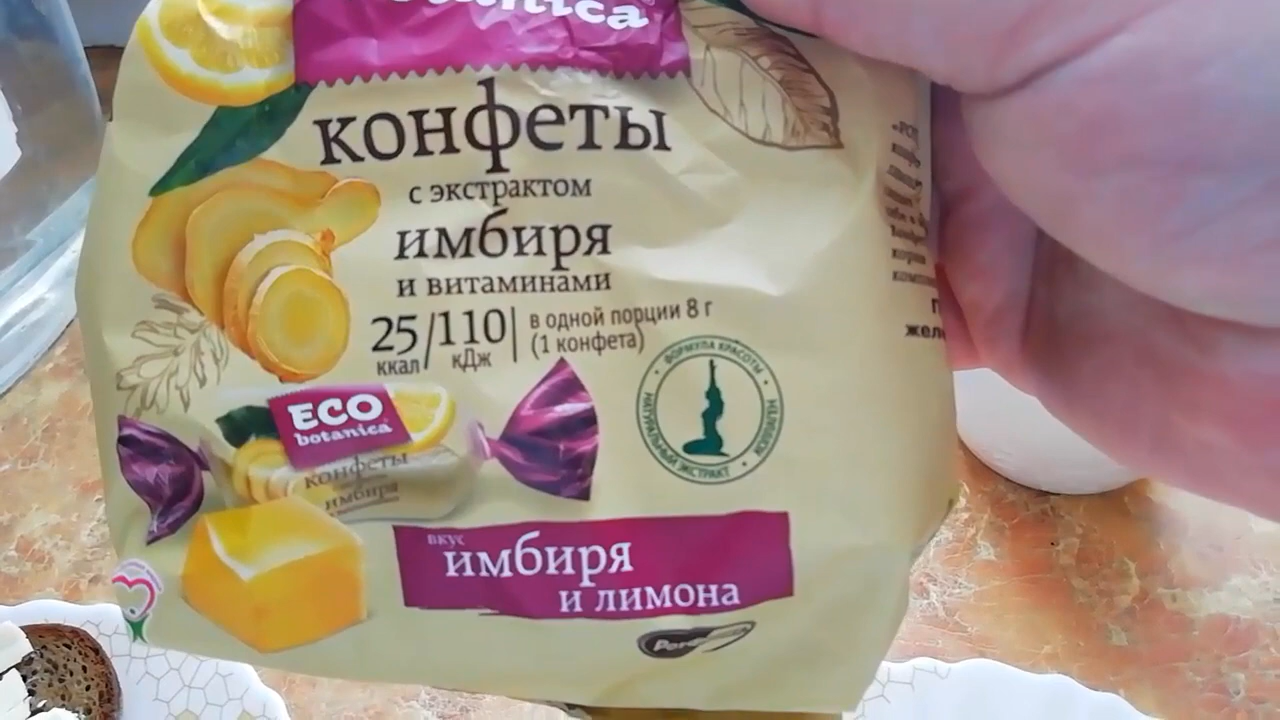 botanica
конфеты
с экстрактом
имбиря
и витаминами
25/110
ккал кДж
в одной порции 8 г
(1 конфета)
ФОРМУЛА КРАСОТЫ • КОЛЛАГЕН • НАТУРАЛЬНЫЙ ЭКСТРАКТ •
ECO
botanica
конфеты
имбиря
вкус
имбиря
и лимона